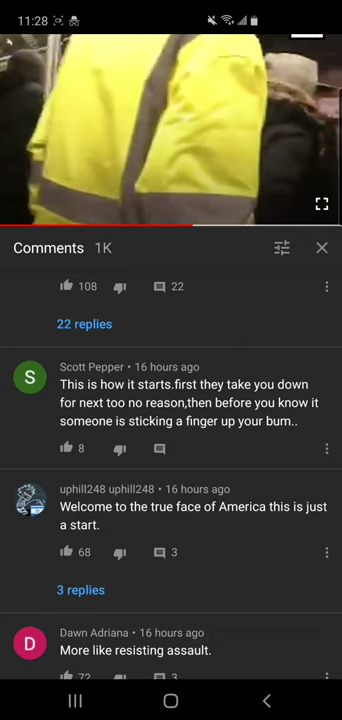 11:28
Comments 1K
108 22
22 replies
S
Scott Pepper • 16 hours ago
This is how it starts.first they take you down
for next too no reason,then before you know it
someone is sticking a finger up your bum..
8
uphill248 uphill248 • 16 hours ago
Welcome to the true face of America this is just
a start.
68 3
3 replies
D
Dawn Adriana • 16 hours ago
More like resisting assault.
72 3